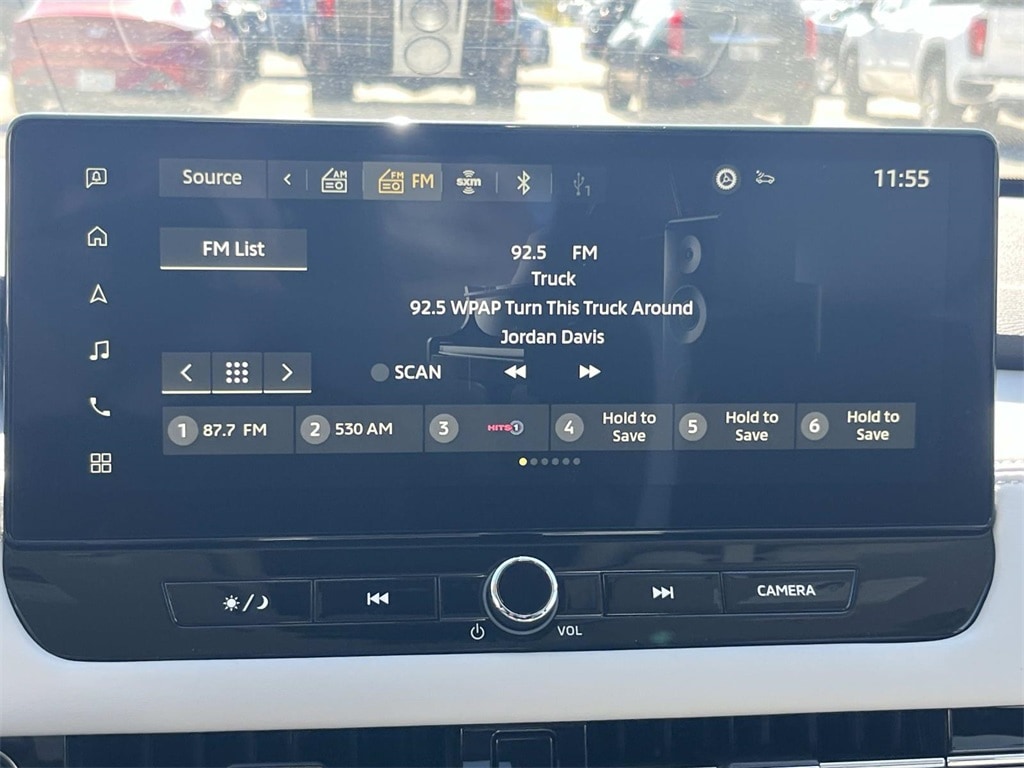 Source
AM
FM FM
sxm
1
11:55
FM List
92.5 FM
Truck
92.5 WPAP Turn This Truck Around
Jordan Davis
SCAN
1 87.7 FM
2 530 AM
3 HITS1
4 Hold to
Save
5 Hold to
Save
6 Hold to
Save
CAMERA
VOL